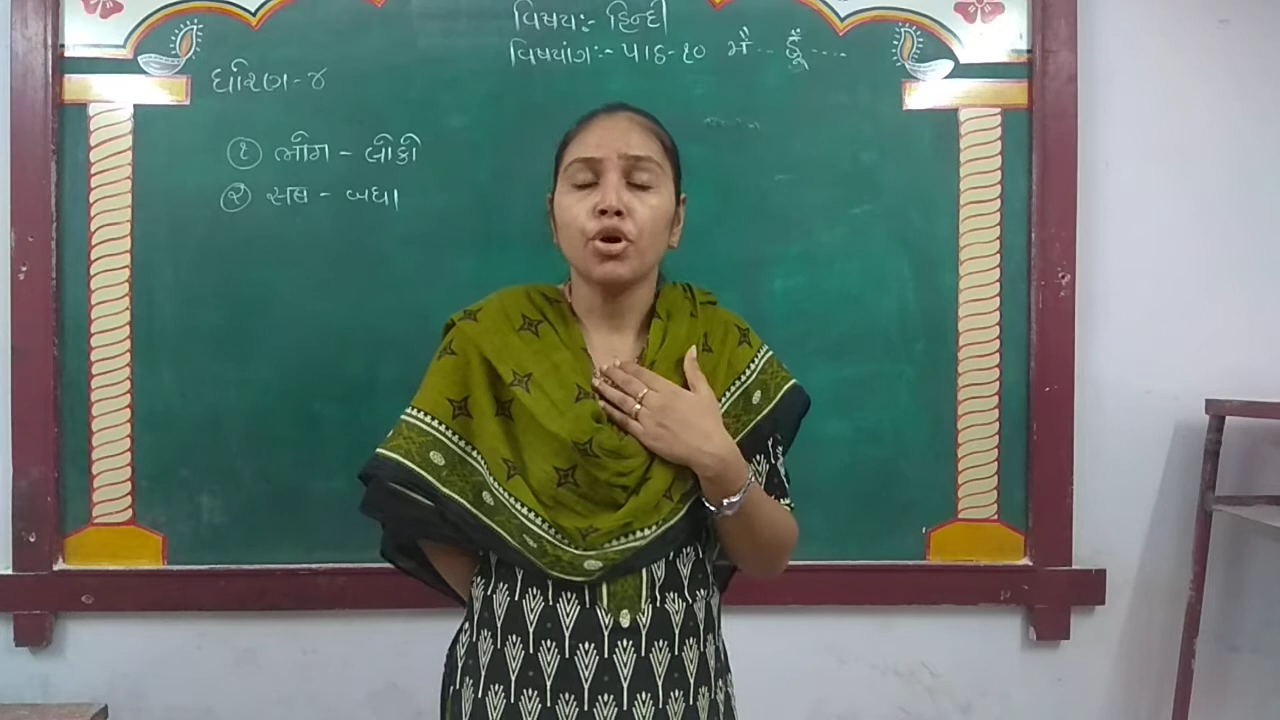 વિષય:- હિન્દી
વિષયાંગ:- પાઠ-૧૦ મૈં... હૂઁ....
ધોરણ-૪
૧ લોગ - લોકો
૨ સબ - બધા